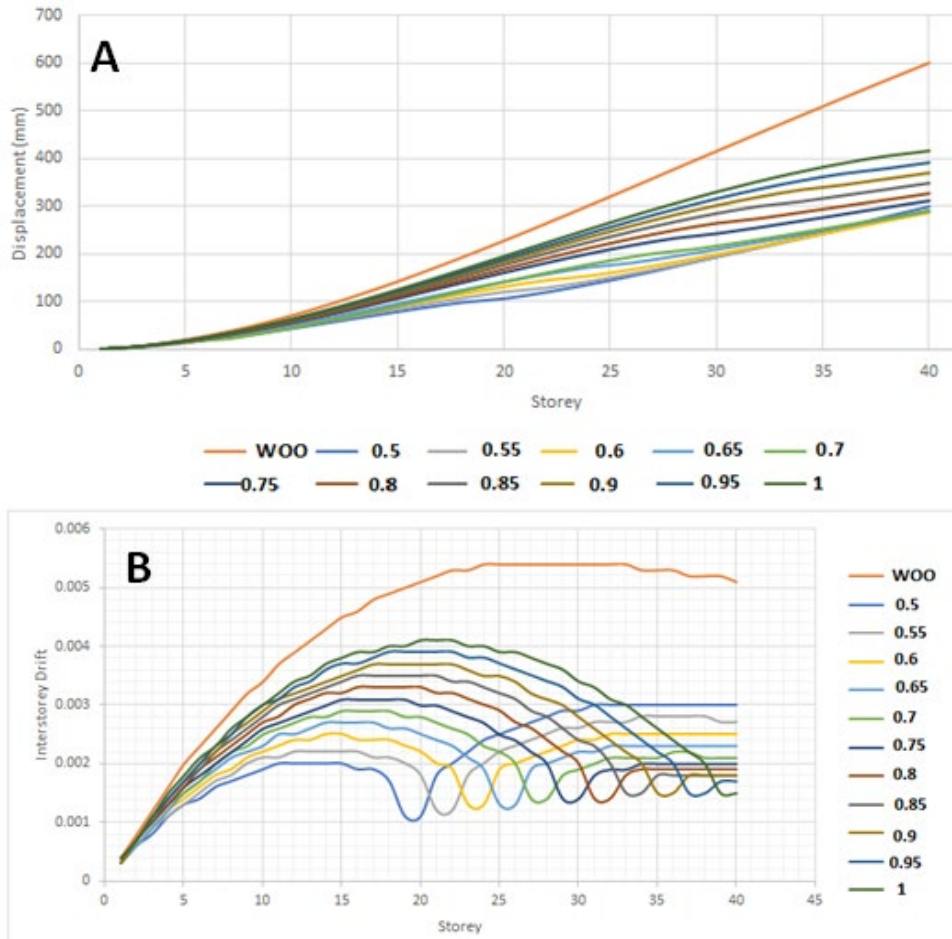 A
700
600
500
400
300
200
100
0
Displacement (mm)
0 5 10 15 20 25 30 35 40
Storey
WOO 0.5 0.55 0.6 0.65 0.7
0.75 0.8 0.85 0.9 0.95 1
B
0.006
0.005
0.004
0.003
0.002
0.001
0
Interstorey Drift
0 5 10 15 20 25 30 35 40 45
Storey
WOO
0.5
0.55
0.6
0.65
0.7
0.75
0.8
0.85
0.9
0.95
1